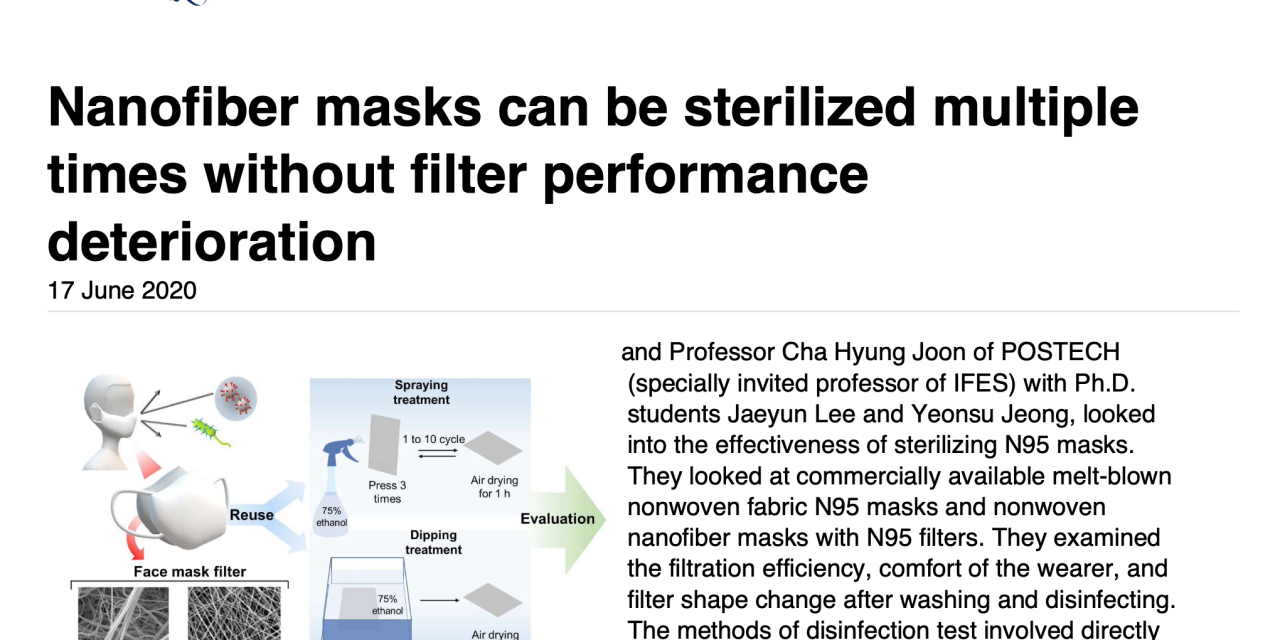 Nanofiber masks can be sterilized multiple
times without filter performance
deterioration
17 June 2020
Spraying
treatment
1 to 10 cycle
Press 3
times
Air drying
for 1 h
75%
ethanol
Reuse
Evaluation
Dipping
treatment
Face mask filter
75%
ethanol
Air drying
and Professor Cha Hyung Joon of POSTECH
(specially invited professor of IFES) with Ph.D.
students Jaeyun Lee and Yeonsu Jeong, looked
into the effectiveness of sterilizing N95 masks.
They looked at commercially available melt-blown
nonwoven fabric N95 masks and nonwoven
nanofiber masks with N95 filters. They examined
the filtration efficiency, comfort of the wearer, and
filter shape change after washing and disinfecting.
The methods of disinfection test involved directly